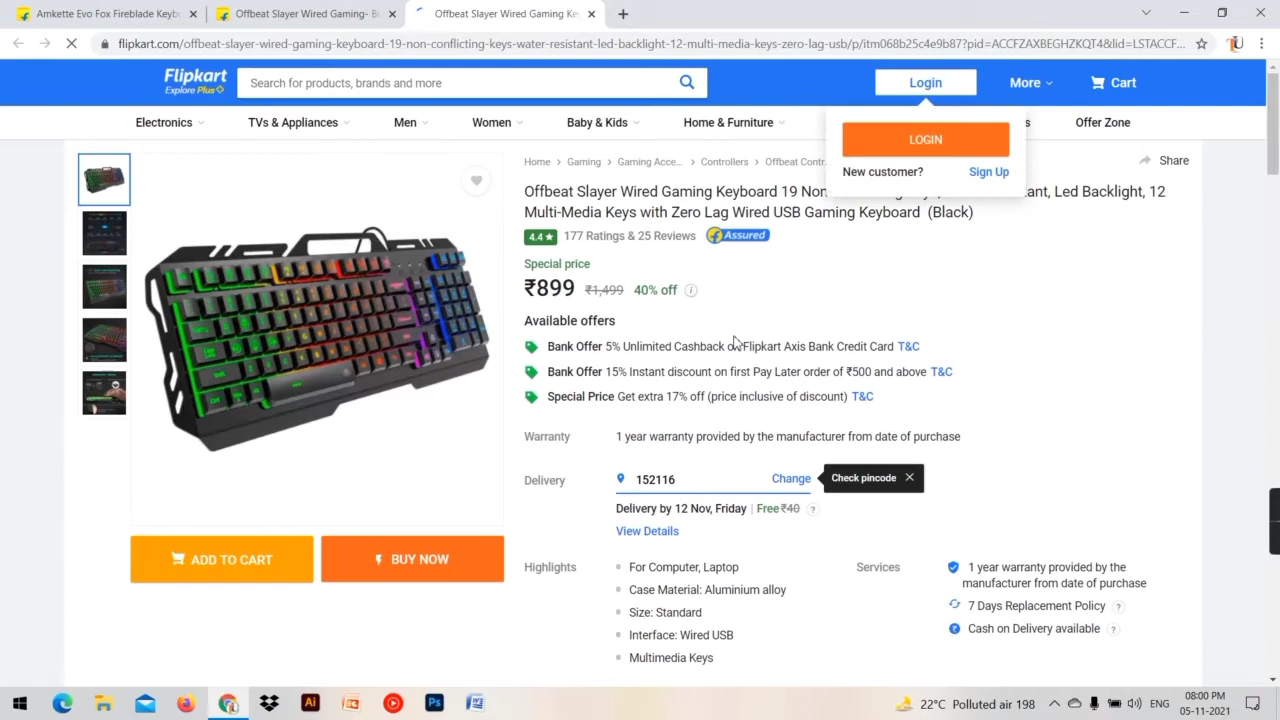 Amkette Evo Fox Fireblade Keyb
Offbeat Slayer Wired Gaming- B
Offbeat Slayer Wired Gaming Ke
flipkart.com/offbeat-slayer-wired-gaming-keyboard-19-non-conflicting-keys-water-resistant-led-backlight-12-multi-media-keys-zero-lag-usb/p/itm068b25c4e9b87?pid=ACCFZAXBEGHZKQT4&lid=LSTACCF...
Flipkart
Explore Plus
Search for products, brands and more
Login
More
Cart
Electronics
TVs & Appliances
Men
Women
Baby & Kids
Home & Furniture
Offer Zone
LOGIN
New customer? Sign Up
Home > Gaming > Gaming Acce... > Controllers > Offbeat Contr.
Share
Offbeat Slayer Wired Gaming Keyboard 19 Non Led Backlight, 12
Multi-Media Keys with Zero Lag Wired USB Gaming Keyboard (Black)
4.4★ 177 Ratings & 25 Reviews Assured
Special price
₹899 ₹1,499 40% off
Available offers
Bank Offer 5% Unlimited Cashback on Flipkart Axis Bank Credit Card T&C
Bank Offer 15% Instant discount on first Pay Later order of ₹500 and above T&C
Special Price Get extra 17% off (price inclusive of discount) T&C
Warranty 1 year warranty provided by the manufacturer from date of purchase
Delivery 152116 Change Check pincode
Delivery by 12 Nov, Friday | Free ₹40 ?
View Details
ADD TO CART
BUY NOW
Highlights
For Computer, Laptop
Case Material: Aluminium alloy
Size: Standard
Interface: Wired USB
Multimedia Keys
Services
1 year warranty provided by the
manufacturer from date of purchase
7 Days Replacement Policy ?
Cash on Delivery available ?
22°C Polluted air 198
ENG
08:00 PM
05-11-2021